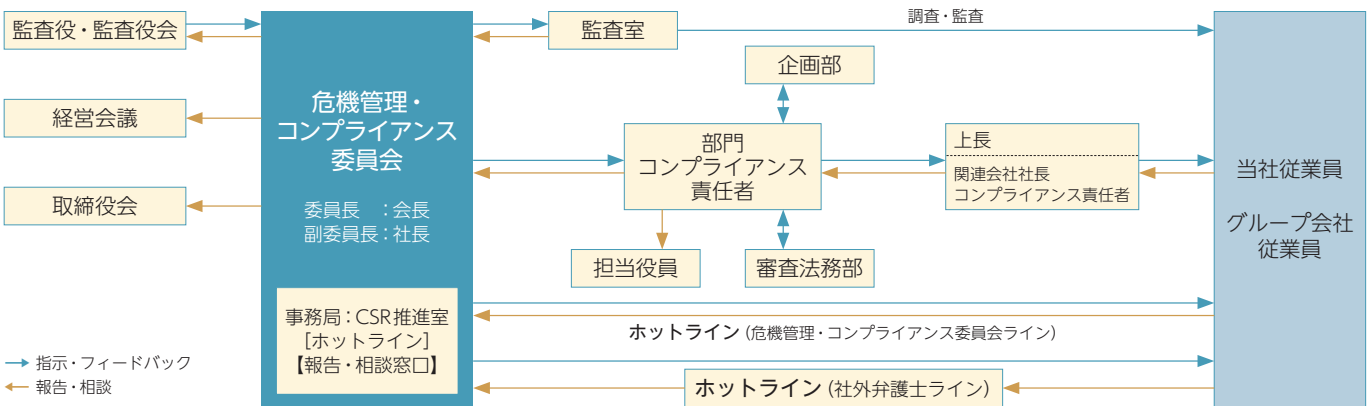 監査役・監査役会
経営会議
取締役会
指示・フィードバック
報告・相談
危機管理・
コンプライアンス
委員会
委員長　：会長
副委員長：社長
事務局：CSR推進室
[ホットライン]
【報告・相談窓口】
監査室
調査・監査
企画部
部門
コンプライアンス
責任者
担当役員
審査法務部
上長
関連会社社長
コンプライアンス責任者
ホットライン（危機管理・コンプライアンス委員会ライン）
ホットライン（社外弁護士ライン）
当社従業員
グループ会社
従業員